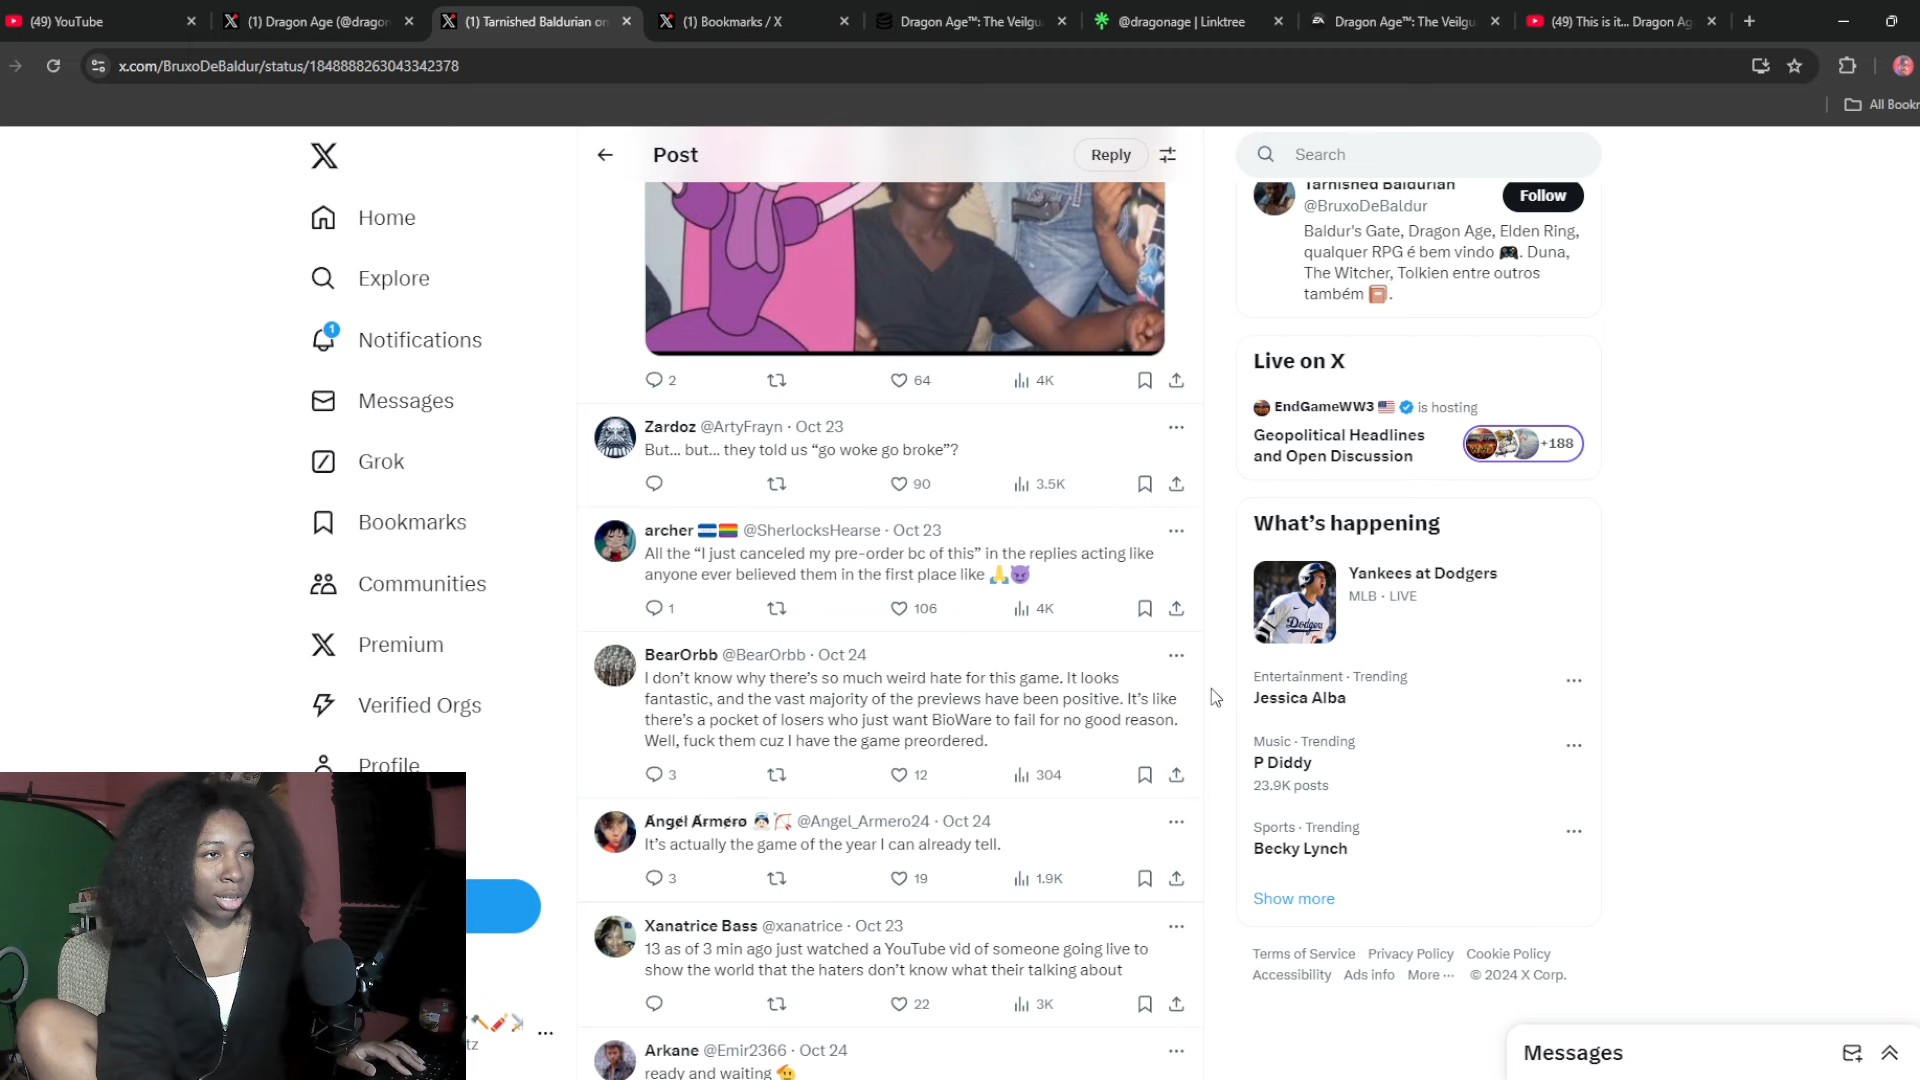 (49) YouTube
(1) Dragon Age (@dragon
(1) Tarnished Baldurian on
(1) Bookmarks / X
Dragon Age™: The Veilgu
@dragonage | Linktree
Dragon Age™: The Veilgu
(49) This is it... Dragon Ag
x.com/BruxoDeBaldur/status/1848888263043342378
All Bookr
Post
Reply
Search
Home
Explore
1
Notifications
Messages
Grok
Bookmarks
Communities
Premium
Verified Orgs
Profile
2
64
4K
Zardoz @ArtyFrayn · Oct 23
But... but... they told us “go woke go broke”?
90
3.5K
archer 🇸🇻🏳️‍🌈 @SherlocksHearse · Oct 23
All the “I just canceled my pre-order bc of this” in the replies acting like
anyone ever believed them in the first place like 🙏😈
1
106
4K
BearOrbb @BearOrbb · Oct 24
I don’t know why there’s so much weird hate for this game. It looks
fantastic, and the vast majority of the previews have been positive. It’s like
there’s a pocket of losers who just want BioWare to fail for no good reason.
Well, fuck them cuz I have the game preordered.
3
12
304
@Angel_Armero24 · Oct 24
It’s actually the game of the year I can already tell.
3
19
1.9K
Xanatrice Bass @xanatrice · Oct 23
13 as of 3 min ago just watched a YouTube vid of someone going live to
show the world that the haters don’t know what their talking about
22
3K
Arkane @Emir2366 · Oct 24
ready and waiting 🫡
tz
Tarnished Baldurian
Follow
@BruxoDeBaldur
Baldur's Gate, Dragon Age, Elden Ring,
qualquer RPG é bem vindo 🎮. Duna,
The Witcher, Tolkien entre outros
também 📔.
Live on X
EndGameWW3 🇺🇸 is hosting
Geopolitical Headlines
and Open Discussion
+188
What’s happening
Yankees at Dodgers
MLB · LIVE
Dodgers
Entertainment · Trending
Jessica Alba
Music · Trending
P Diddy
23.9K posts
Sports · Trending
Becky Lynch
Show more
Terms of Service Privacy Policy Cookie Policy
Accessibility Ads info More ··· © 2024 X Corp.
Messages